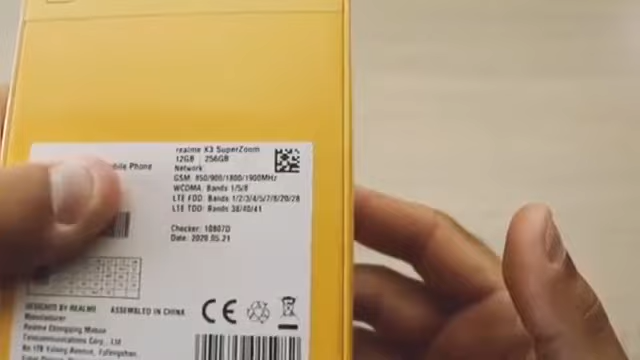 realme X3 SuperZoom
Mobile Phone
12GB 256GB
Network:
GSM: 850/900/1800/1900MHz
WCDMA: Bands 1/5/8
LTE FDD: Bands 1/2/3/4/5/7/8/20/28
LTE TDD: Bands 38/40/41
Checker: 10807D
Date: 2020.05.21
DESIGNED BY REALME
ASSEMBLED IN CHINA
CE
Manufacturer:
Realme Chongqing Mobile
Telecommunications Corp., Ltd
No.178 Yulong Avenue, Yufengshan,